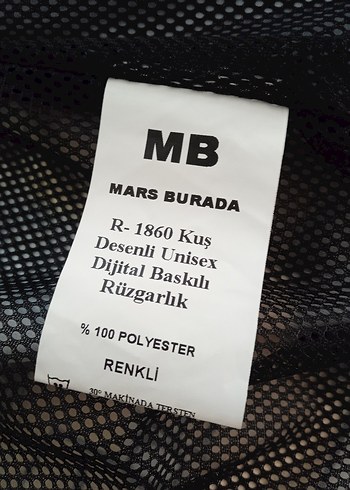 MB
MARS BURADA
R- 1860 Kuş
Desenli Unisex
Dijital Baskılı
Rüzgarlık
% 100 POLYESTER
RENKLİ
30° MAKİNADA TERSTEN